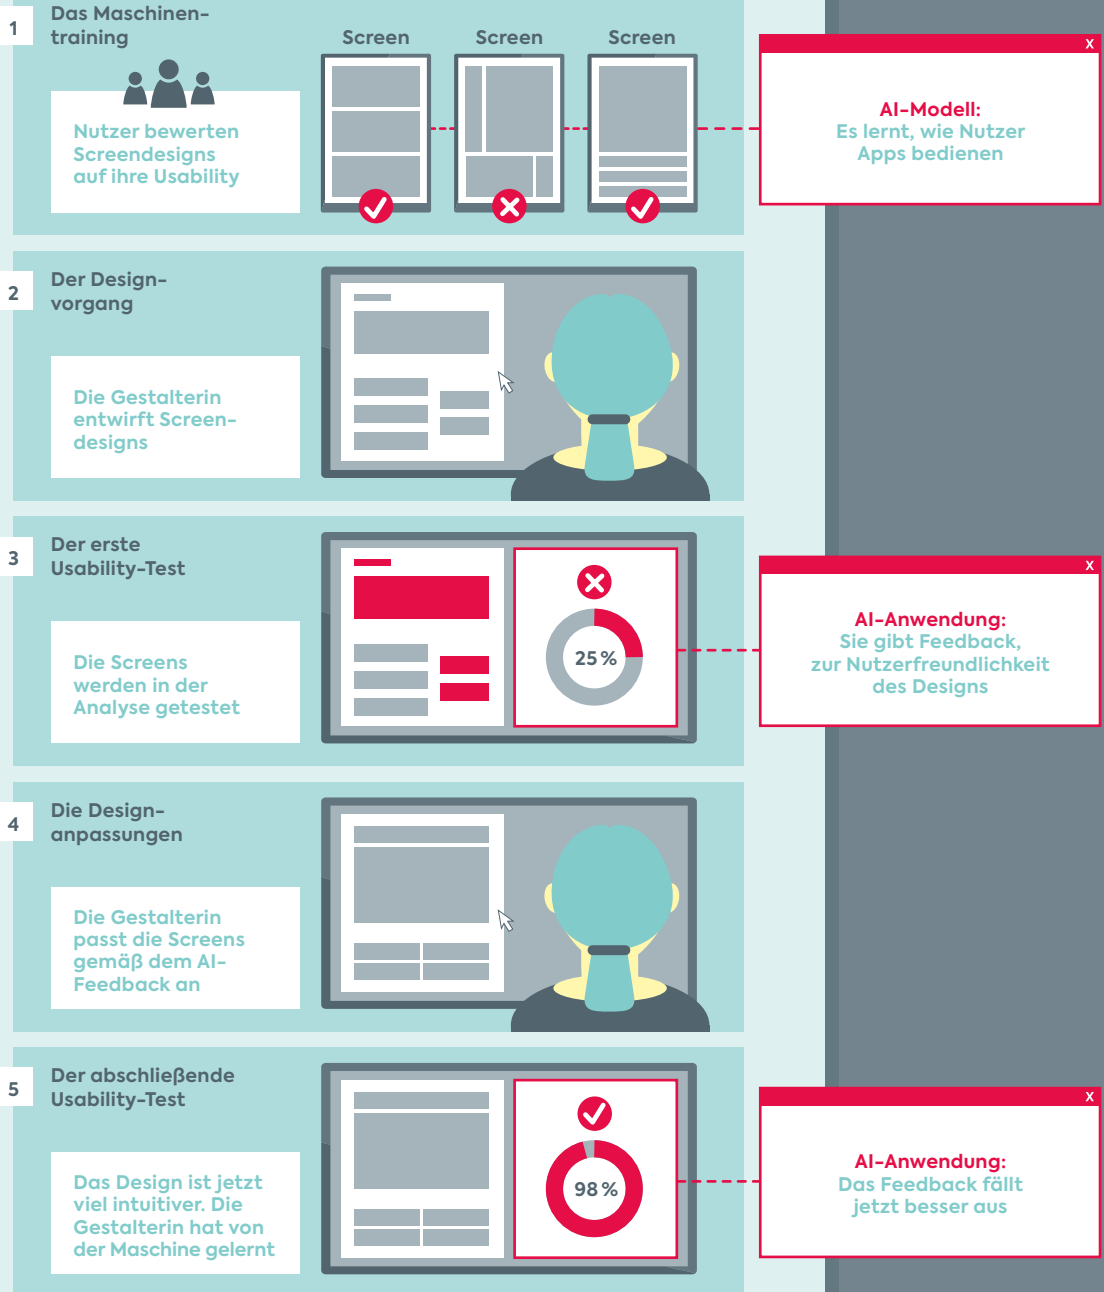 1
Das Maschinen-
training
Nutzer bewerten
Screendesigns
auf ihre Usability
Screen
Screen
Screen
X
AI-Modell:
Es lernt, wie Nutzer
Apps bedienen
2
Der Design-
vorgang
Die Gestalterin
entwirft Screen-
designs
3
Der erste
Usability-Test
Die Screens
werden in der
Analyse getestet
25 %
X
AI-Anwendung:
Sie gibt Feedback,
zur Nutzerfreundlichkeit
des Designs
4
Die Design-
anpassungen
Die Gestalterin
passt die Screens
gemäß dem AI-
Feedback an
5
Der abschließende
Usability-Test
Das Design ist jetzt
viel intuitiver. Die
Gestalterin hat von
der Maschine gelernt
98 %
X
AI-Anwendung:
Das Feedback fällt
jetzt besser aus